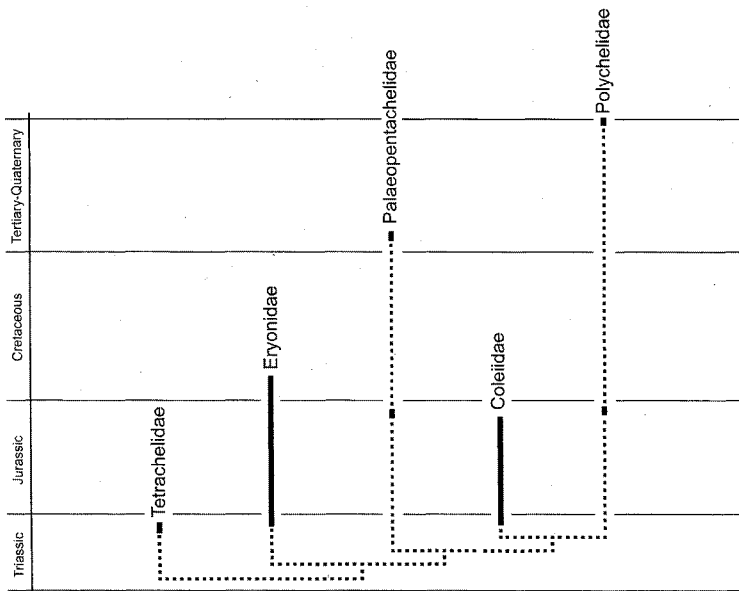 Tertiary-Quaternary
Cretaceous
Jurassic
Triassic
Tetrachelidae
Eryonidae
Palaeopentachelidae
Coleiidae
Polychelidae